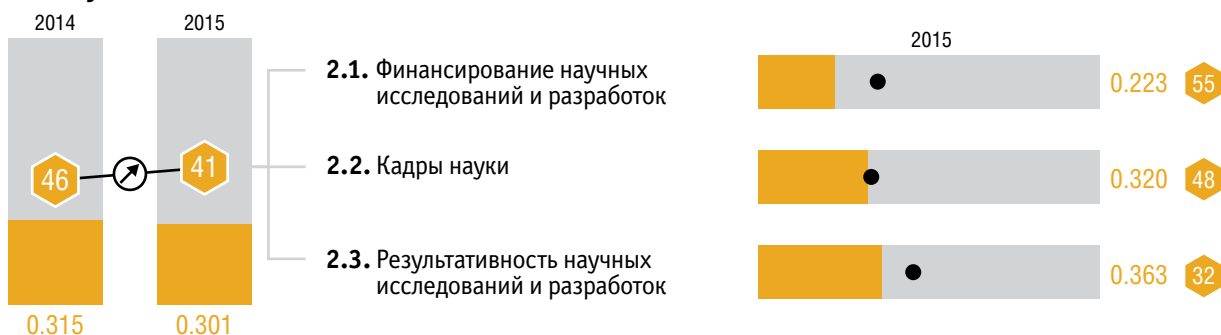 2014
2015
46
41
0.315
0.301
2.1. Финансирование научных
исследований и разработок
2.2. Кадры науки
2.3. Результативность научных
исследований и разработок
2015
0.223 55
0.320 48
0.363 32